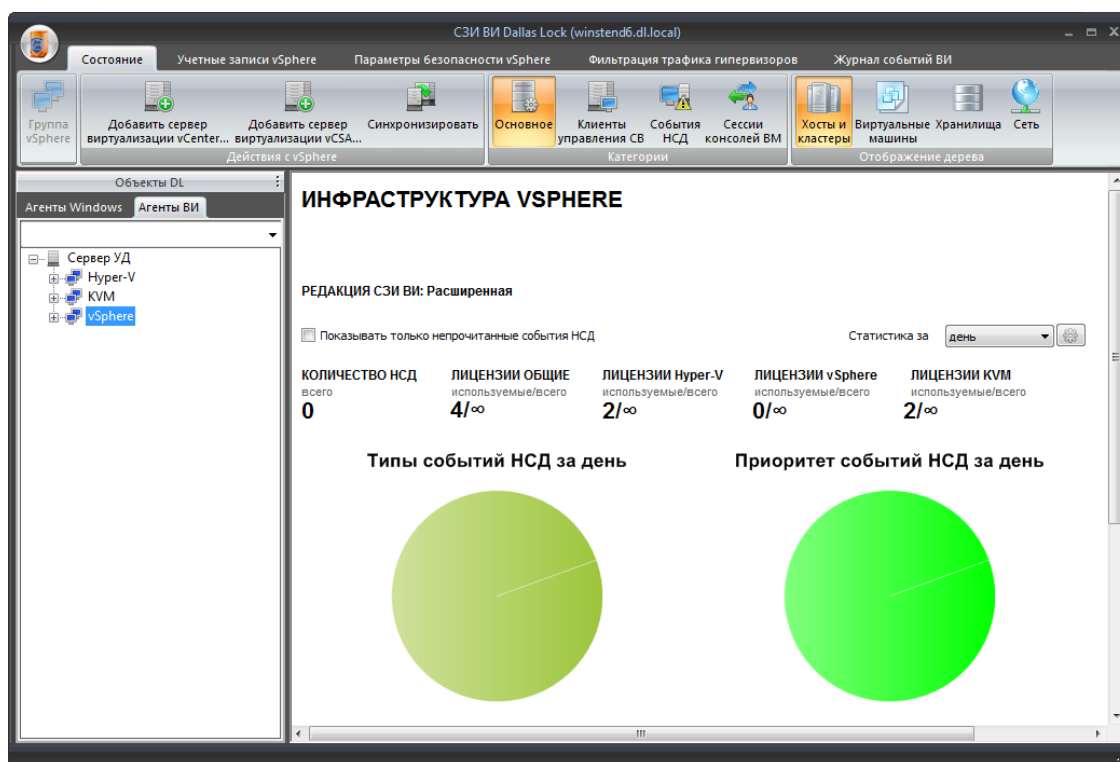 СЗИ ВИ Dallas Lock (winstend6.dl.local)
Состояние Учетные записи vSphere Параметры безопасности vSphere Фильтрация трафика гипервизоров Журнал событий ВИ
Группа vSphere
Добавить сервер виртуализации vCenter...
Добавить сервер виртуализации vCSA...
Синхронизировать
Основное
Клиенты управления СВ
События НСД
Сессии консолей ВМ
Хосты и кластеры
Виртуальные машины
Хранилища
Сеть
Действия с vSphere Категории Отображение дерева
Объекты DL
Агенты Windows Агенты ВИ
Сервер УД
Hyper-V
KVM
vSphere
ИНФРАСТРУКТУРА VSPHERE
РЕДАКЦИЯ СЗИ ВИ: Расширенная
Показывать только непрочитанные события НСД Статистика за день
КОЛИЧЕСТВО НСД ЛИЦЕНЗИИ ОБЩИЕ ЛИЦЕНЗИИ Hyper-V ЛИЦЕНЗИИ vSphere ЛИЦЕНЗИИ KVM
всего используемые/всего используемые/всего используемые/всего используемые/всего
0 4/∞ 2/∞ 0/∞ 2/∞
Типы событий НСД за день Приоритет событий НСД за день